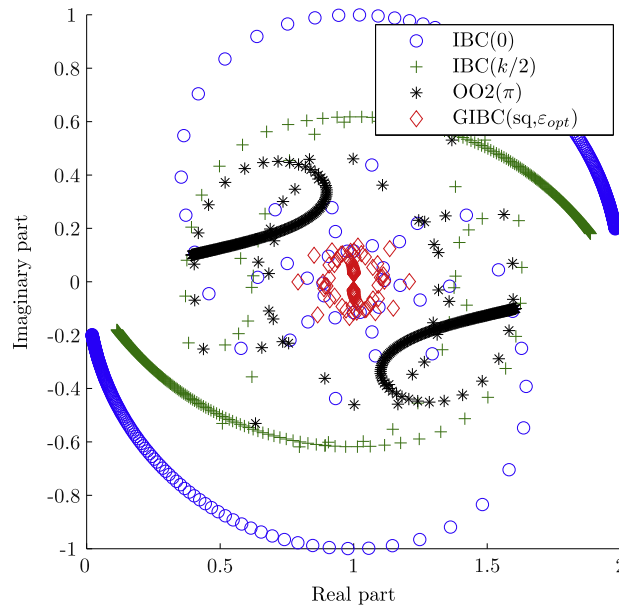 IBC(0)
IBC(k/2)
OO2(π)
GIBC(sq,ε_opt)
1
0.8
0.6
0.4
0.2
0
-0.2
-0.4
-0.6
-0.8
-1
Imaginary part
0 0.5 1 1.5 2
Real part